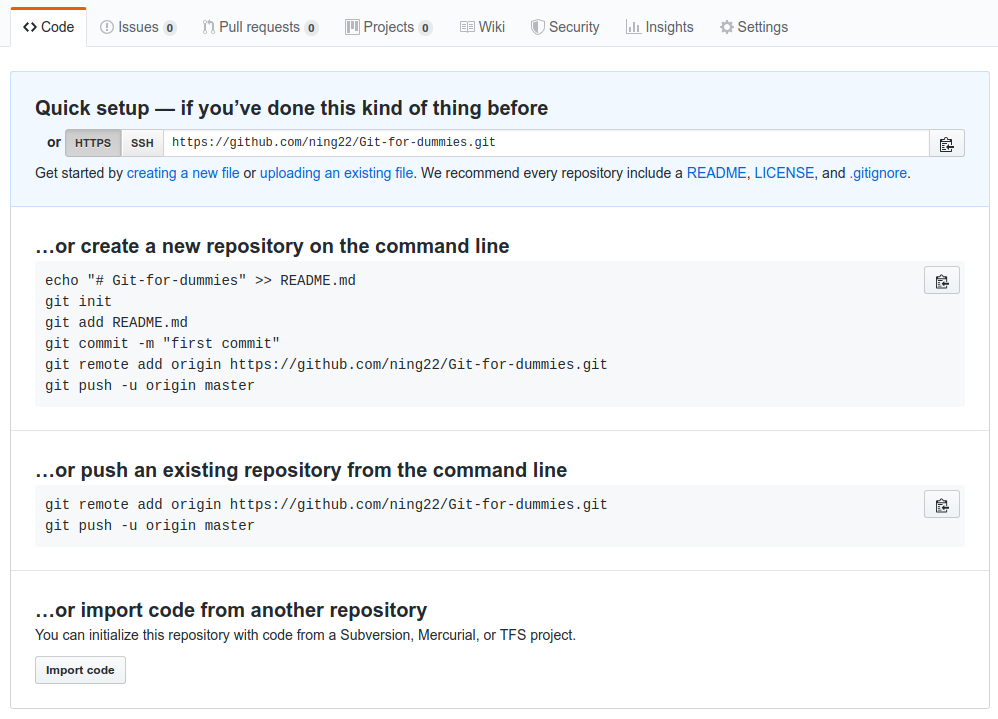 Code Issues 0 Pull requests 0 Projects 0 Wiki Security Insights Settings
Quick setup — if you’ve done this kind of thing before
or HTTPS SSH https://github.com/ning22/Git-for-dummies.git
Get started by creating a new file or uploading an existing file. We recommend every repository include a README, LICENSE, and .gitignore.
…or create a new repository on the command line
echo "# Git-for-dummies" >> README.md
git init
git add README.md
git commit -m "first commit"
git remote add origin https://github.com/ning22/Git-for-dummies.git
git push -u origin master
…or push an existing repository from the command line
git remote add origin https://github.com/ning22/Git-for-dummies.git
git push -u origin master
…or import code from another repository
You can initialize this repository with code from a Subversion, Mercurial, or TFS project.
Import code